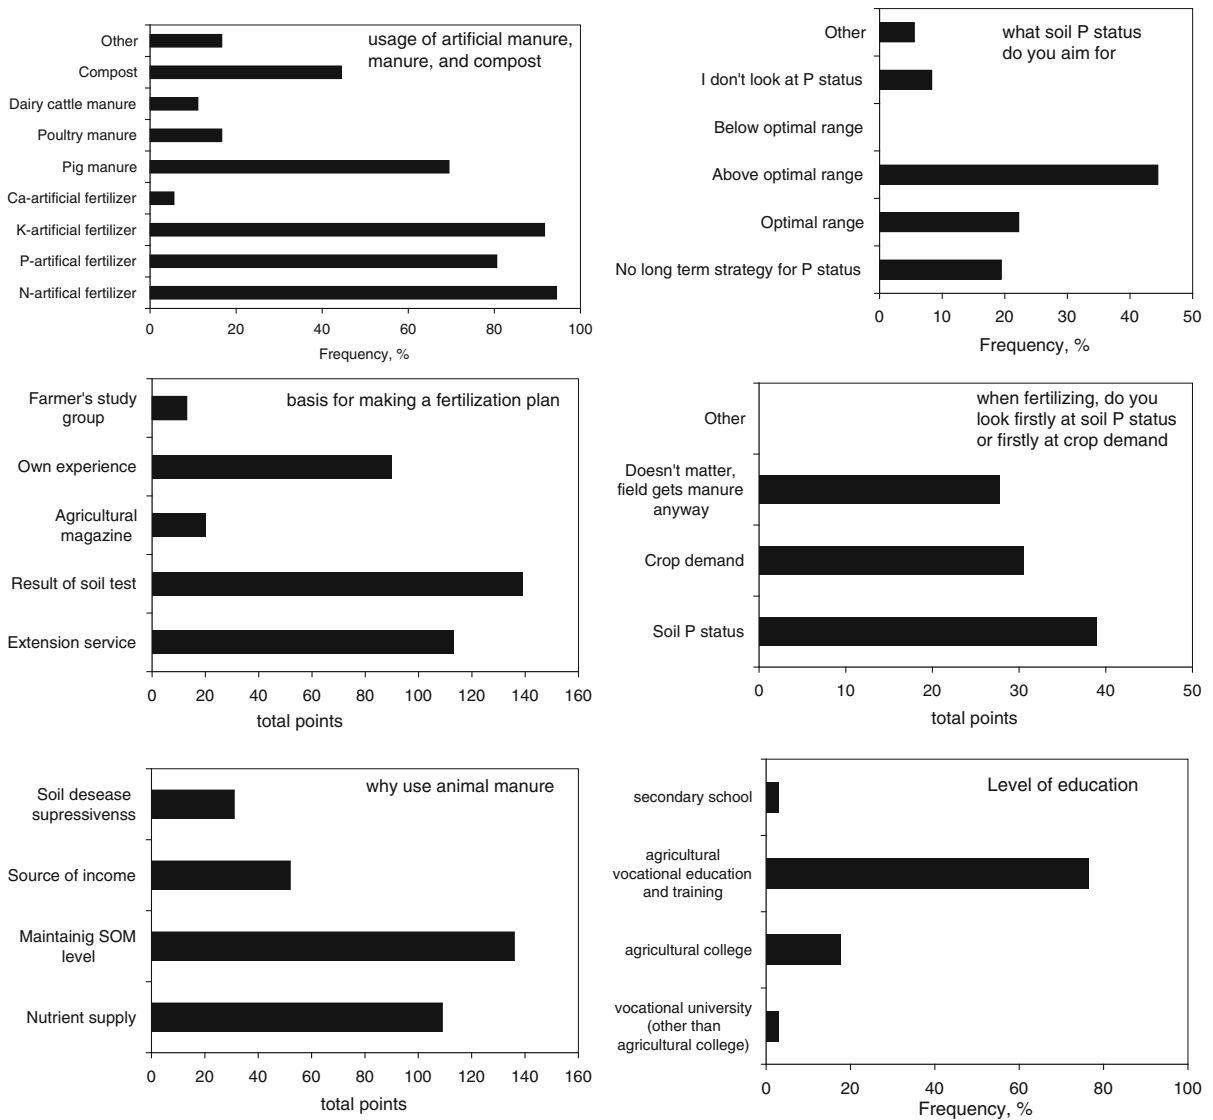 usage of artificial manure,
manure, and compost
Other
Compost
Dairy cattle manure
Poultry manure
Pig manure
Ca-artificial fertilizer
K-artificial fertilizer
P-artifical fertilizer
N-artifical fertilizer
0 20 40 60 80 100
Frequency, %
what soil P status
do you aim for
Other
I don't look at P status
Below optimal range
Above optimal range
Optimal range
No long term strategy for P status
0 10 20 30 40 50
Frequency, %
basis for making a fertilization plan
Farmer's study
group
Own experience
Agricultural
magazine
Result of soil test
Extension service
0 20 40 60 80 100 120 140 160
total points
when fertilizing, do you
look firstly at soil P status
or firstly at crop demand
Other
Doesn't matter,
field gets manure
anyway
Crop demand
Soil P status
0 10 20 30 40 50
total points
why use animal manure
Soil desease
supressivenss
Source of income
Maintainig SOM
level
Nutrient supply
0 20 40 60 80 100 120 140 160
total points
Level of education
secondary school
agricultural
vocational education
and training
agricultural college
vocational university
(other than
agricultural college)
0 20 40 60 80 100
Frequency, %